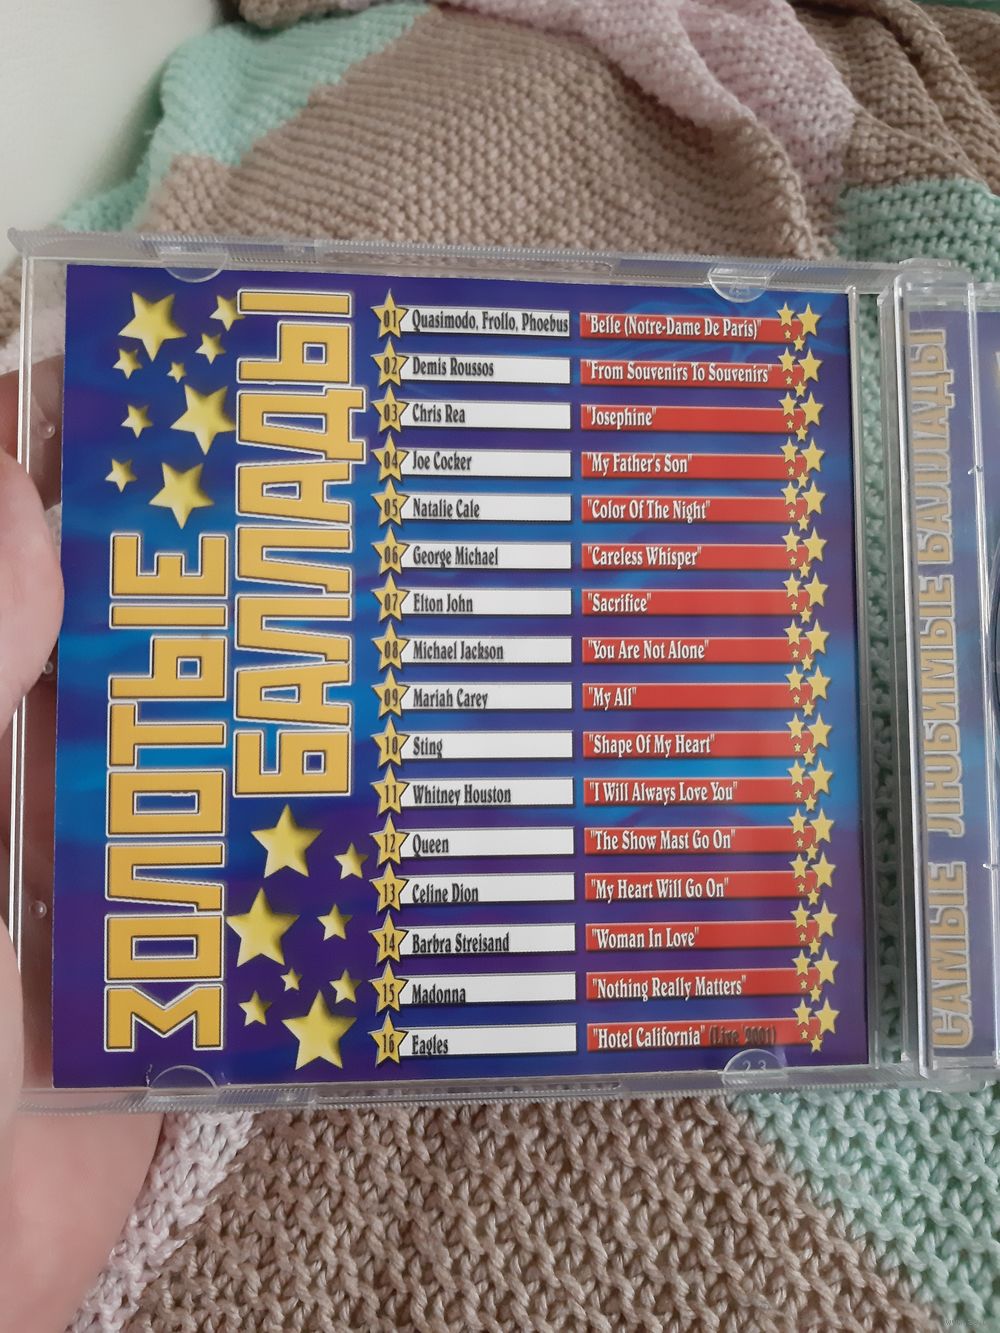 ЗОЛОТЫЕ
БАЛЛАДЫ
01 Quasimodo, Frollo, Phoebus "Belle (Notre-Dame De Paris)"
02 Demis Roussos "From Souvenirs To Souvenirs"
03 Chris Rea "Josephine"
04 Joe Cocker "My Father's Son"
05 Natalie Cale "Color Of The Night"
06 George Michael "Careless Whisper"
07 Elton John "Sacrifice"
08 Michael Jackson "You Are Not Alone"
09 Mariah Carey "My All"
10 Sting "Shape Of My Heart"
11 Whitney Houston "I Will Always Love You"
12 Queen "The Show Mast Go On"
13 Celine Dion "My Heart Will Go On"
14 Barbra Streisand "Woman In Love"
15 Madonna "Nothing Really Matters"
16 Eagles "Hotel California" (Live 2001)
2 3
САМЫЕ ЛЮБИМЫЕ БАЛЛАДЫ